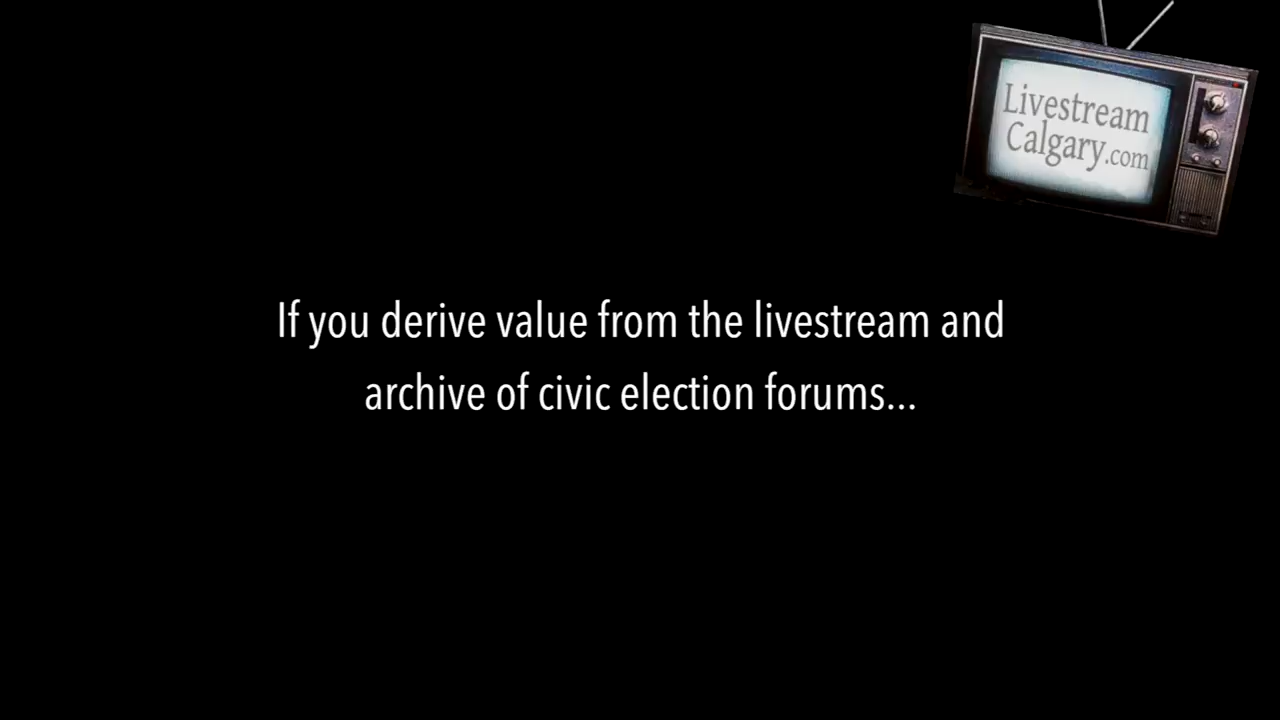 Livestream
Calgary.com
If you derive value from the livestream and
archive of civic election forums...